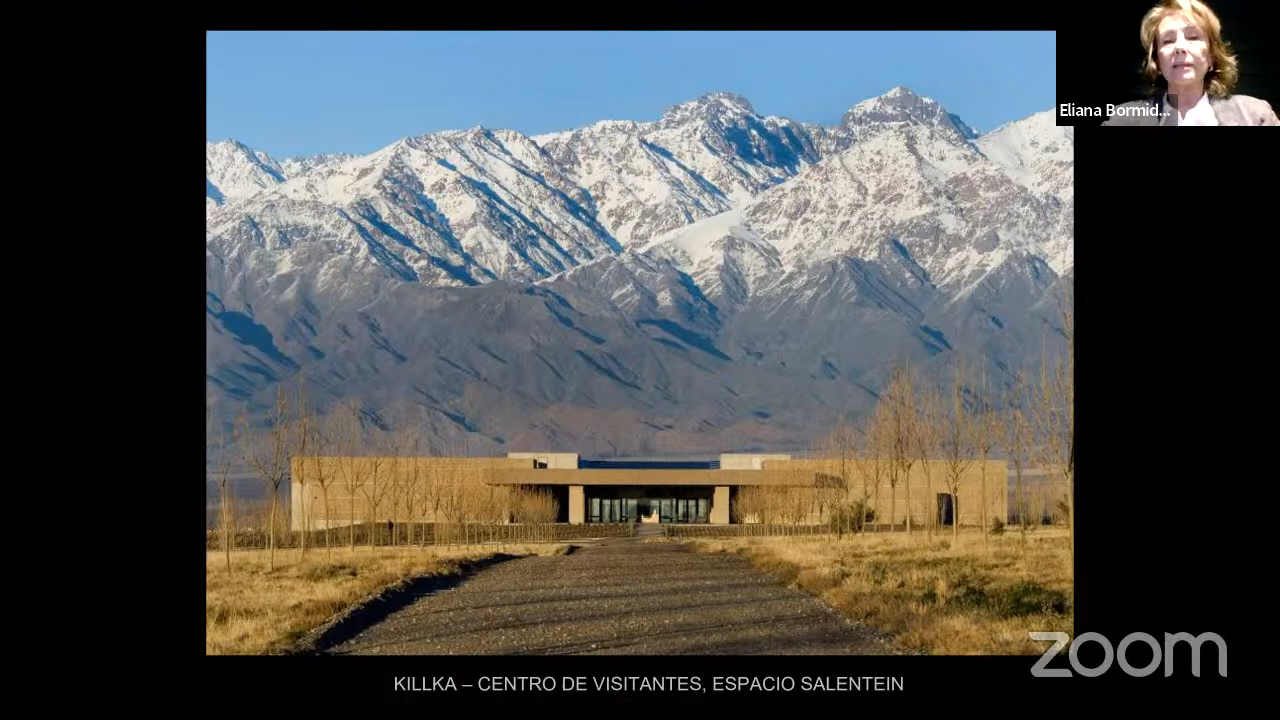 Eliana Bormid...
zoom
KILLKA – CENTRO DE VISITANTES, ESPACIO SALENTEIN